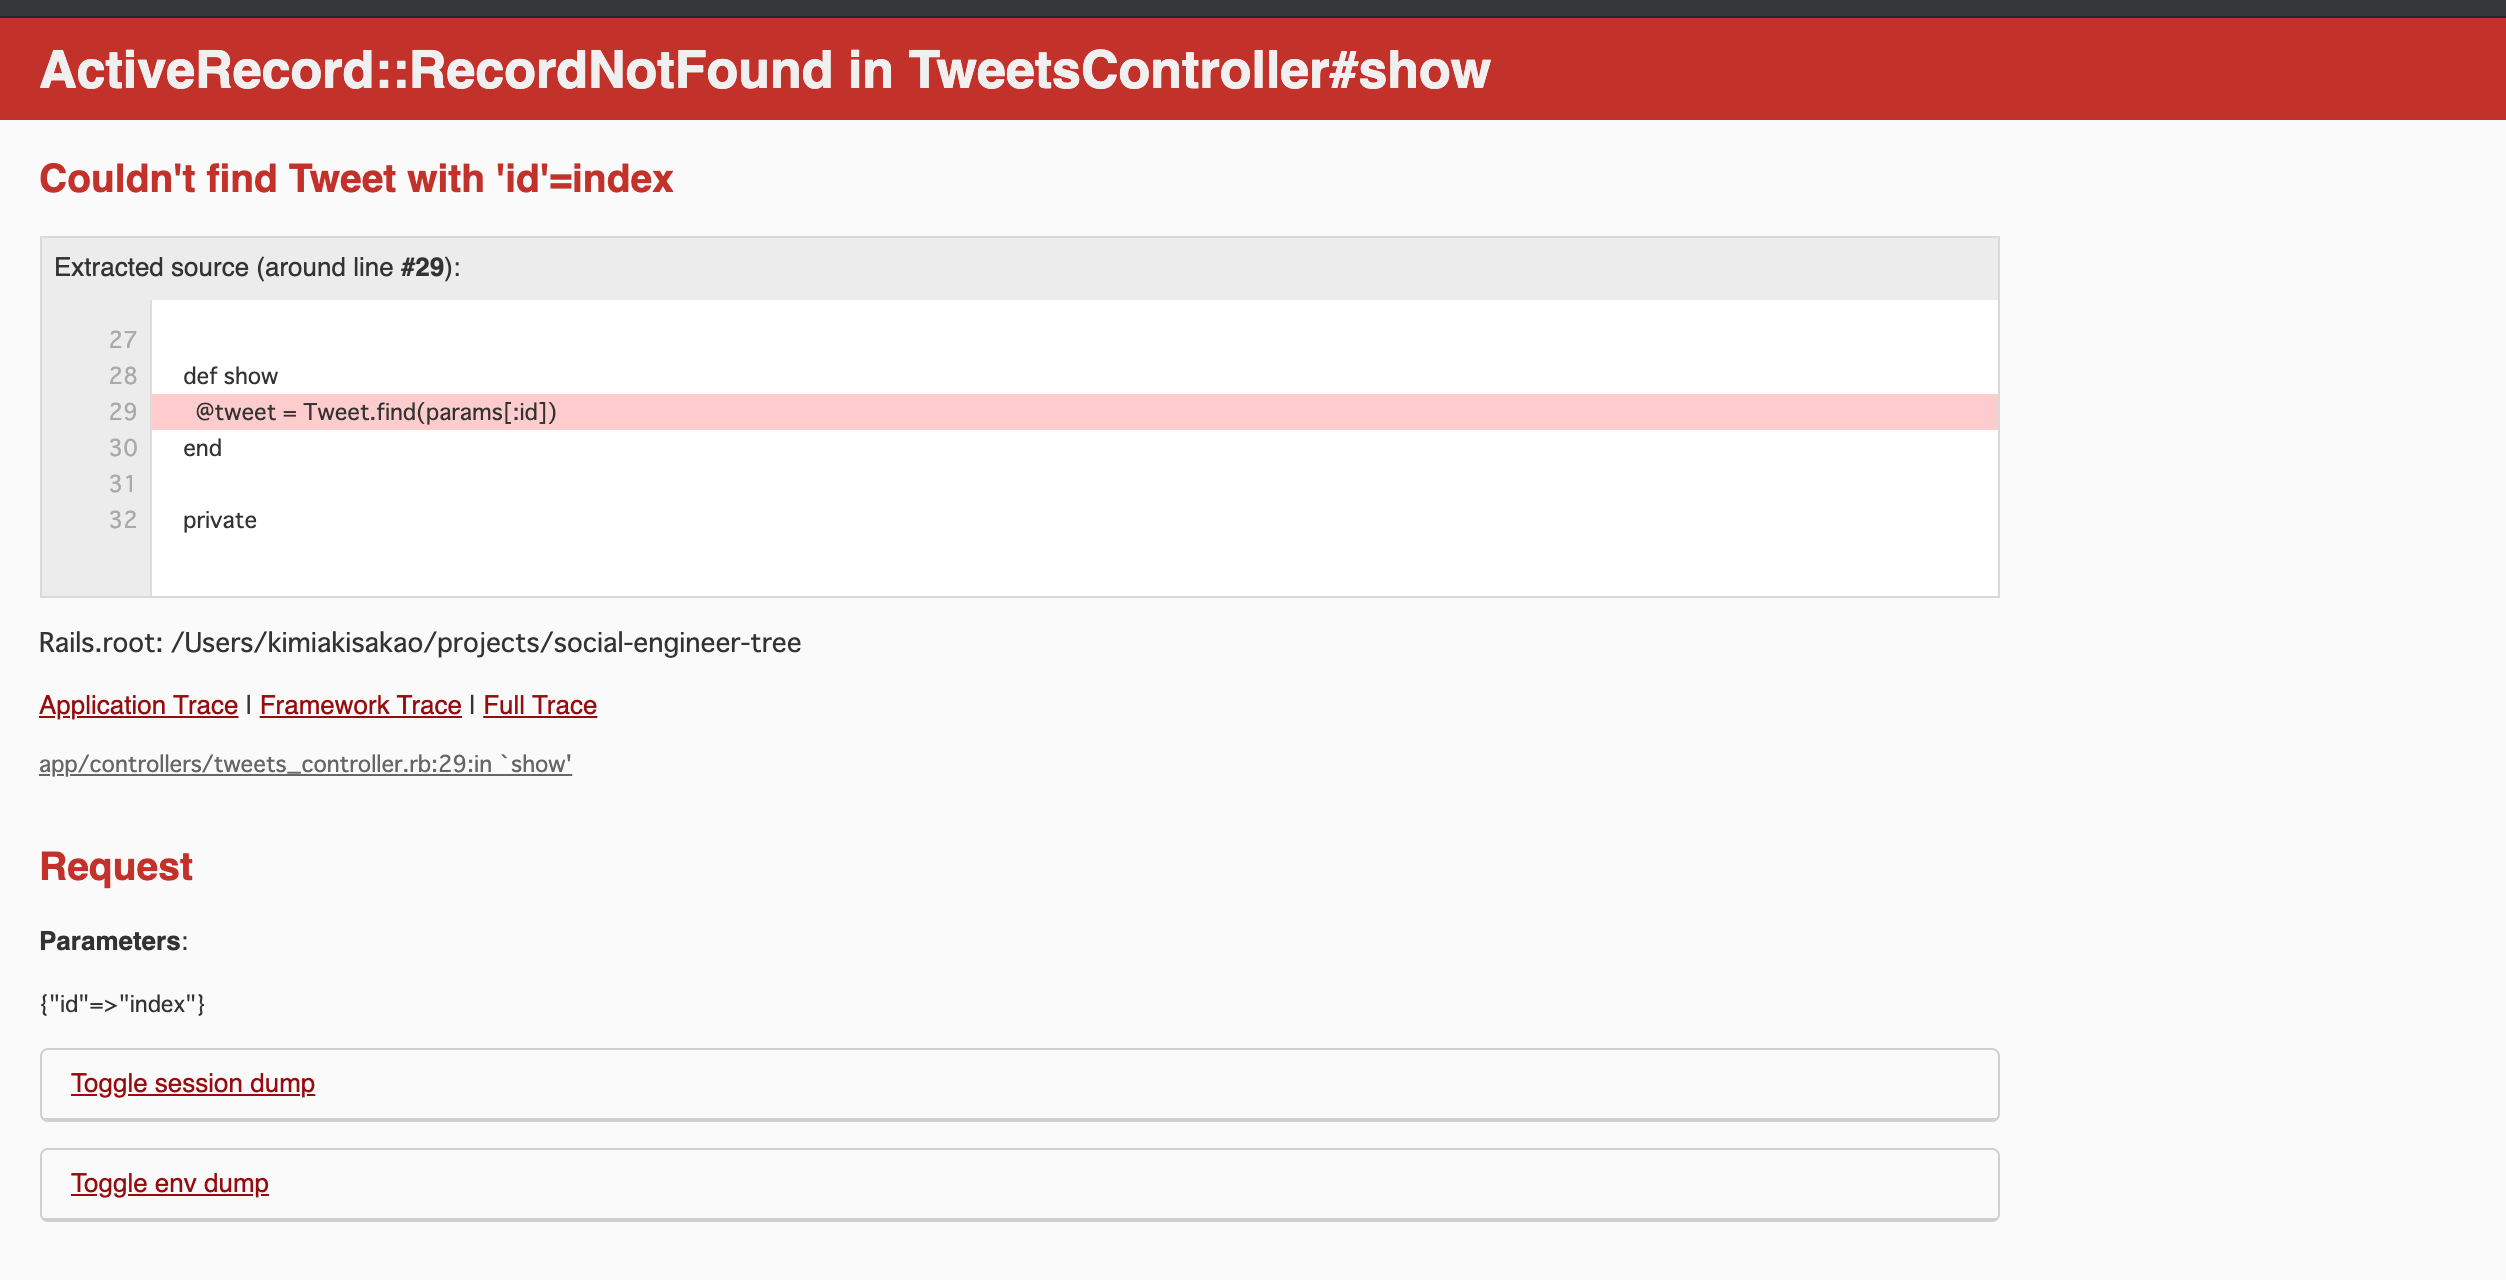 ActiveRecord::RecordNotFound in TweetsController#show
Couldn't find Tweet with 'id'=index
Extracted source (around line #29):
27
28 def show
29 @tweet = Tweet.find(params[:id])
30 end
31
32 private
Rails.root: /Users/kimiakisakao/projects/social-engineer-tree
Application Trace | Framework Trace | Full Trace
app/controllers/tweets_controller.rb:29:in `show'
Request
Parameters:
{"id"=>"index"}
Toggle session dump
Toggle env dump